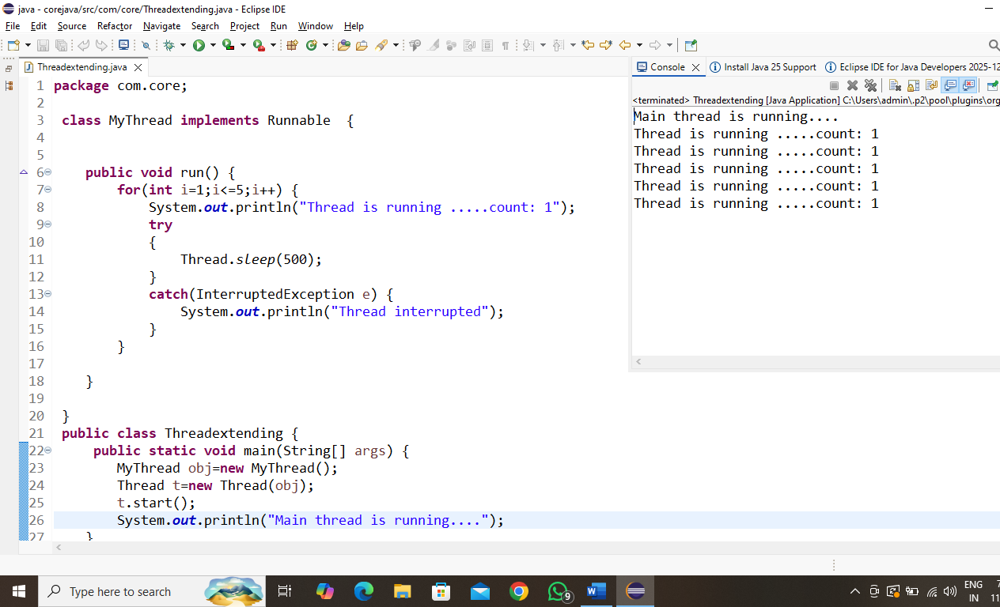 java - corejava/src/com/core/Threadextending.java - Eclipse IDE
File Edit Source Refactor Navigate Search Project Run Window Help
Threadextending.java
Console Install Java 25 Support Eclipse IDE for Java Developers 2025-12
<terminated> Threadextending [Java Application] C:\Users\admin\.p2\pool\plugins\org
1 package com.core;
2
3 class MyThread implements Runnable {
4
5
6 public void run() {
7 for(int i=1;i<=5;i++) {
8 System.out.println("Thread is running .....count: 1");
9 try
10 {
11 Thread.sleep(500);
12 }
13 catch(InterruptedException e) {
14 System.out.println("Thread interrupted");
15 }
16 }
17
18 }
19
20 }
21 public class Threadextending {
22 public static void main(String[] args) {
23 MyThread obj=new MyThread();
24 Thread t=new Thread(obj);
25 t.start();
26 System.out.println("Main thread is running....");
27 }
Main thread is running....
Thread is running .....count: 1
Thread is running .....count: 1
Thread is running .....count: 1
Thread is running .....count: 1
Thread is running .....count: 1
Type here to search
9
ENG
IN
7
11